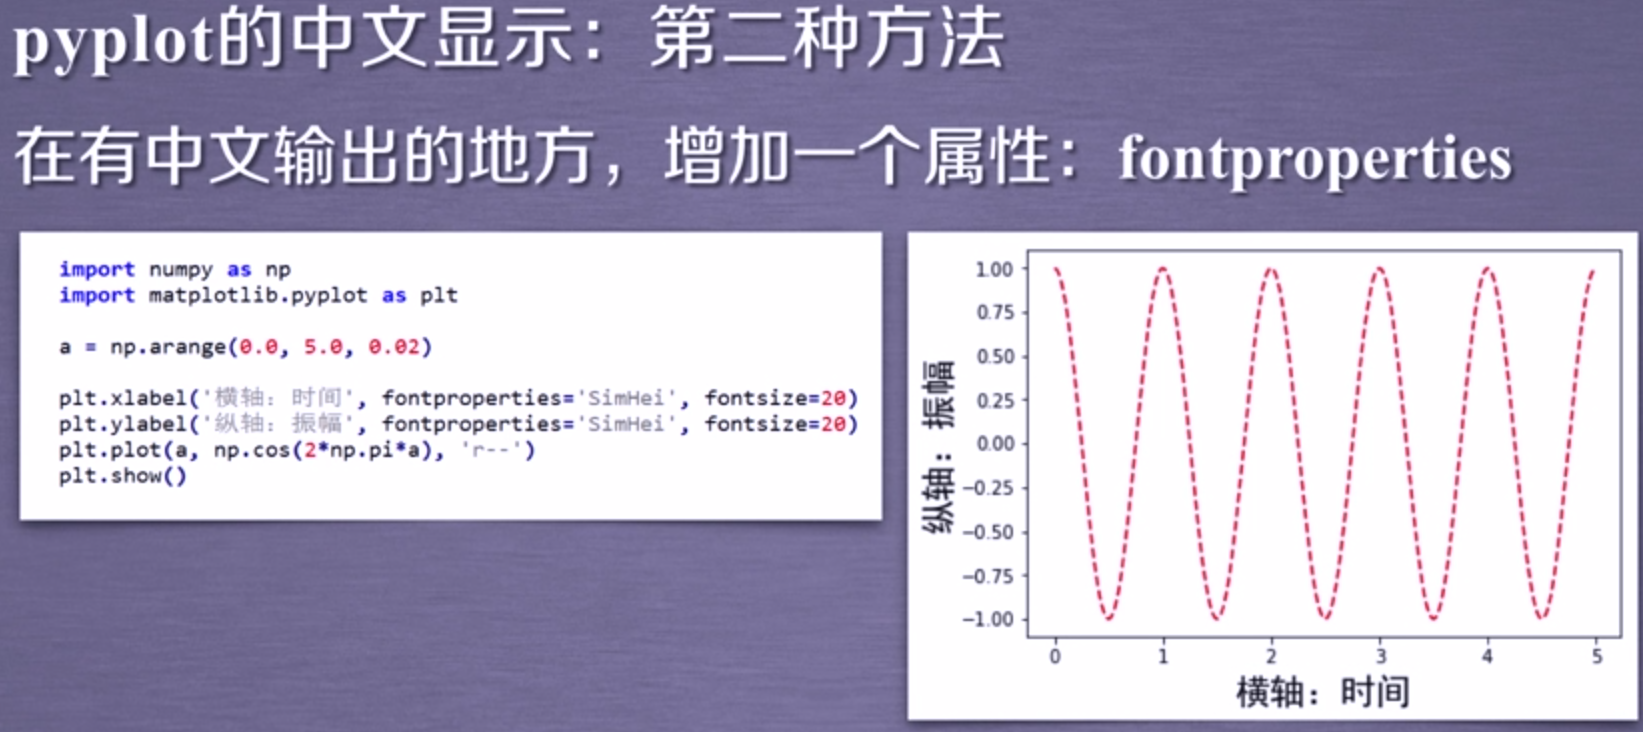 pyplot的中文显示：第二种方法
在有中文输出的地方，增加一个属性：fontproperties
import numpy as np
import matplotlib.pyplot as plt
a = np.arange(0.0, 5.0, 0.02)
plt.xlabel('横轴：时间', fontproperties='SimHei', fontsize=20)
plt.ylabel('纵轴：振幅', fontproperties='SimHei', fontsize=20)
plt.plot(a, np.cos(2*np.pi*a), 'r--')
plt.show()
纵轴：振幅
1.00
0.75
0.50
0.25
0.00
−0.25
−0.50
−0.75
−1.00
0 1 2 3 4 5
横轴：时间